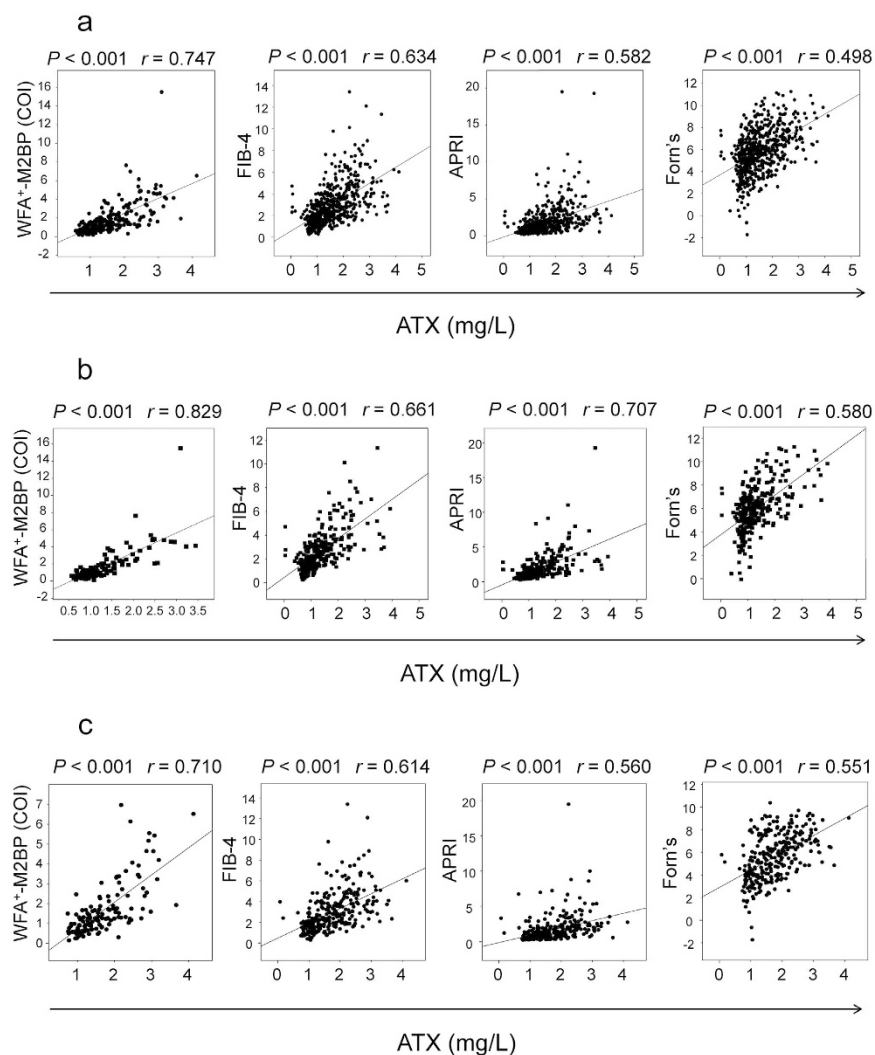 a
P < 0.001 r = 0.747
P < 0.001 r = 0.634
P < 0.001 r = 0.582
P < 0.001 r = 0.498
WFA+-M2BP (COI)
16
14
12
10
8
6
4
2
0
-2
1 2 3 4
FIB-4
14
12
10
8
6
4
2
0
0 1 2 3 4 5
APRI
20
15
10
5
0
0 1 2 3 4 5
Forn's
12
10
8
6
4
2
0
-2
0 1 2 3 4 5
ATX (mg/L)
b
P < 0.001 r = 0.829
P < 0.001 r = 0.661
P < 0.001 r = 0.707
P < 0.001 r = 0.580
WFA+-M2BP (COI)
16
14
12
10
8
6
4
2
0
-2
0.5 1.0 1.5 2.0 2.5 3.0 3.5
FIB-4
12
10
8
6
4
2
0
0 1 2 3 4 5
APRI
20
15
10
5
0
0 1 2 3 4 5
Forn's
12
10
8
6
4
2
0
0 1 2 3 4 5
ATX (mg/L)
c
P < 0.001 r = 0.710
P < 0.001 r = 0.614
P < 0.001 r = 0.560
P < 0.001 r = 0.551
WFA+-M2BP (COI)
7
6
5
4
3
2
1
0
1 2 3 4
FIB-4
14
12
10
8
6
4
2
0
0 1 2 3 4
APRI
20
15
10
5
0
0 1 2 3 4
Forn's
12
10
8
6
4
2
0
-2
0 1 2 3 4
ATX (mg/L)